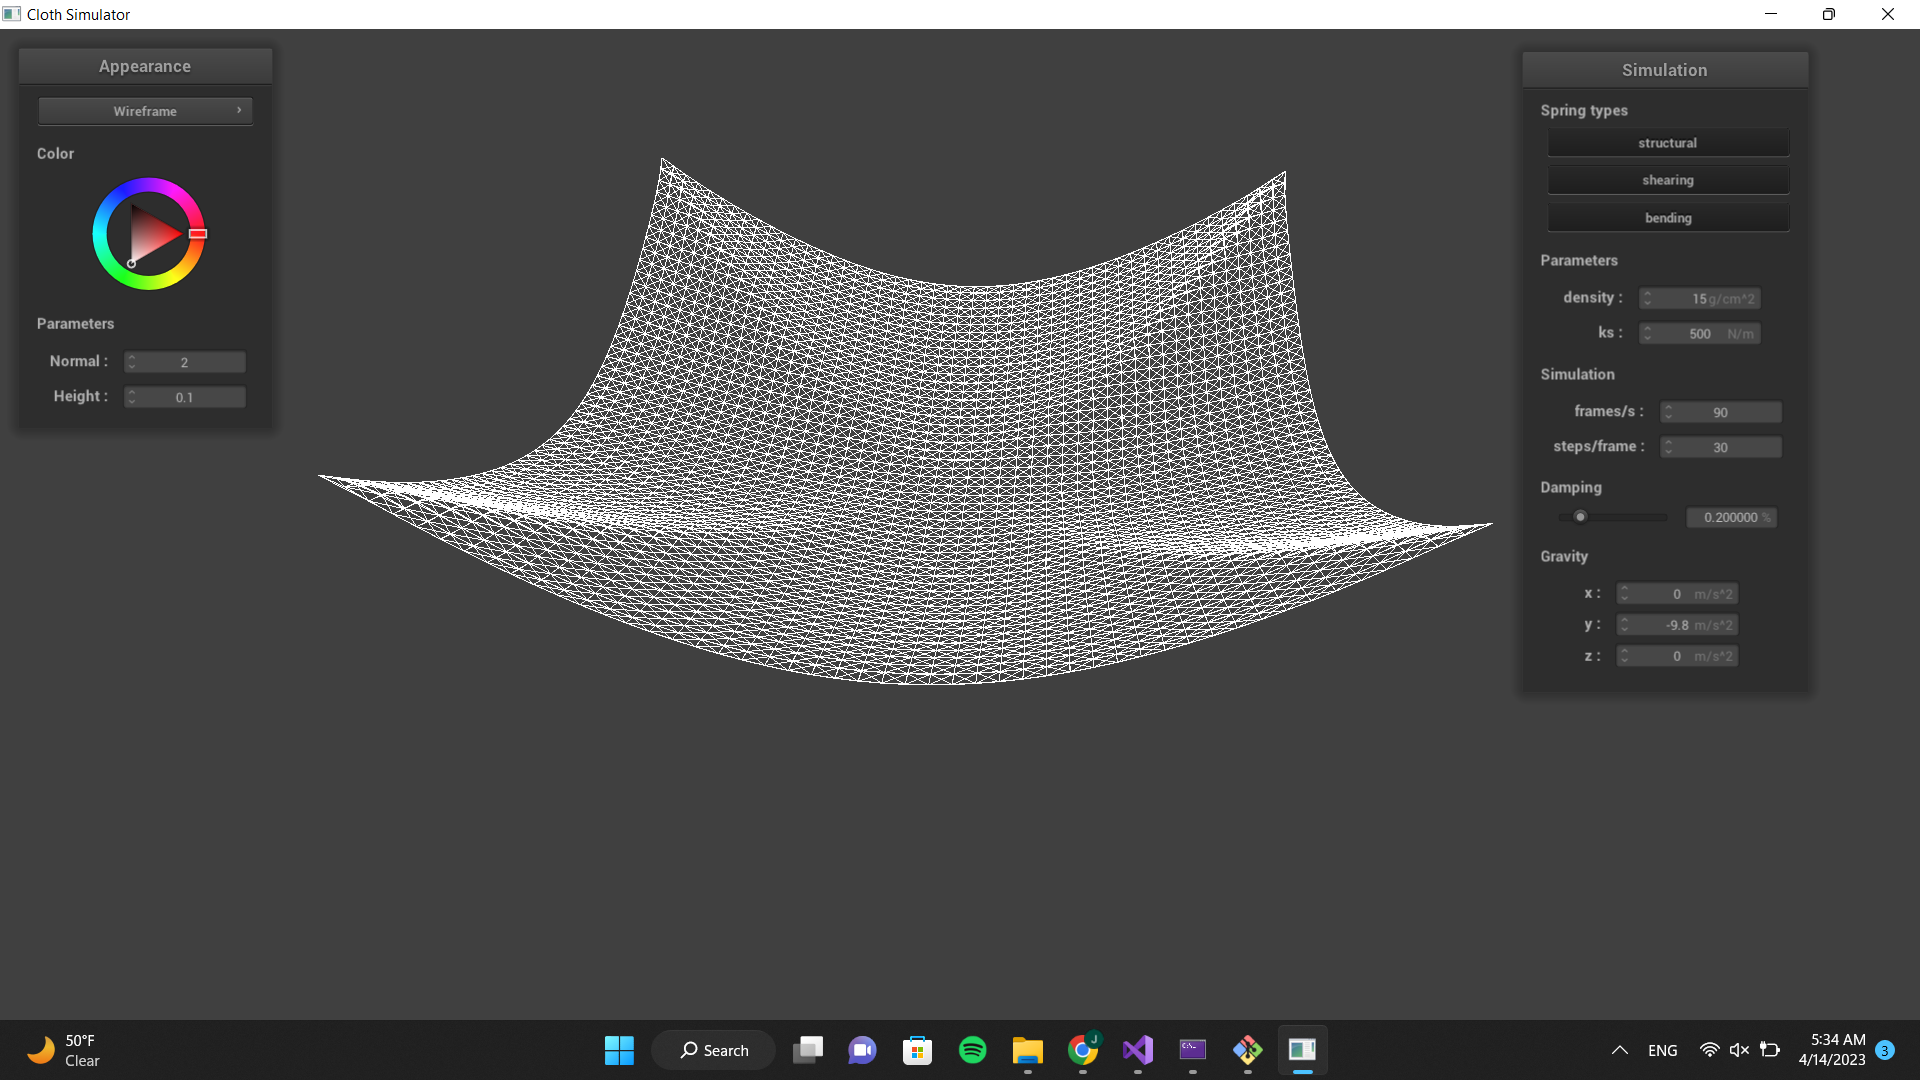 Cloth Simulator
Appearance
Wireframe
Color
Parameters
Normal : 2
Height : 0.1
Simulation
Spring types
structural
shearing
bending
Parameters
density : 15 g/cm^2
ks : 500 N/m
Simulation
frames/s : 90
steps/frame : 30
Damping
0.200000 %
Gravity
x : 0 m/s^2
y : -9.8 m/s^2
z : 0 m/s^2
50°F
Clear
Search
J
C:\_
ENG
5:34 AM
4/14/2023
3